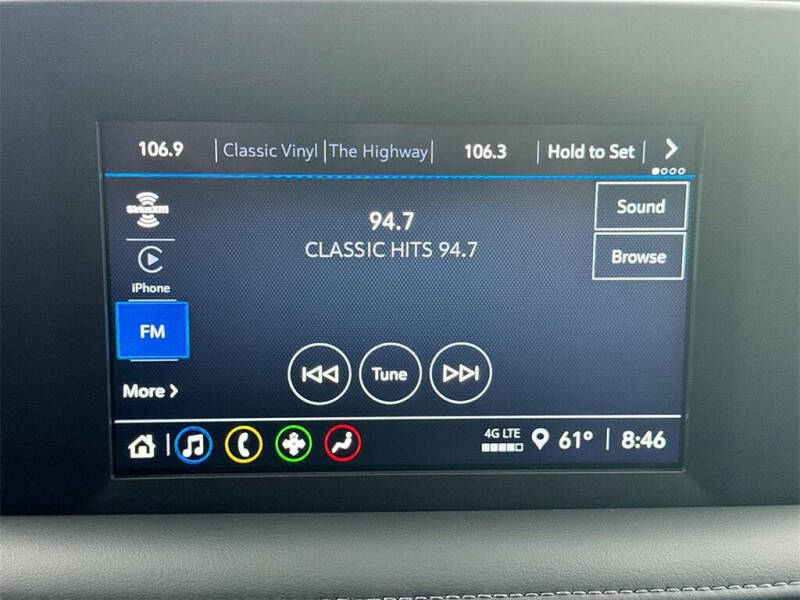 106.9 Classic Vinyl The Highway 106.3 Hold to Set
SIRIUSXM
94.7
Sound
CLASSIC HITS 94.7
Browse
iPhone
FM
Tune
More
4G LTE
61° 8:46